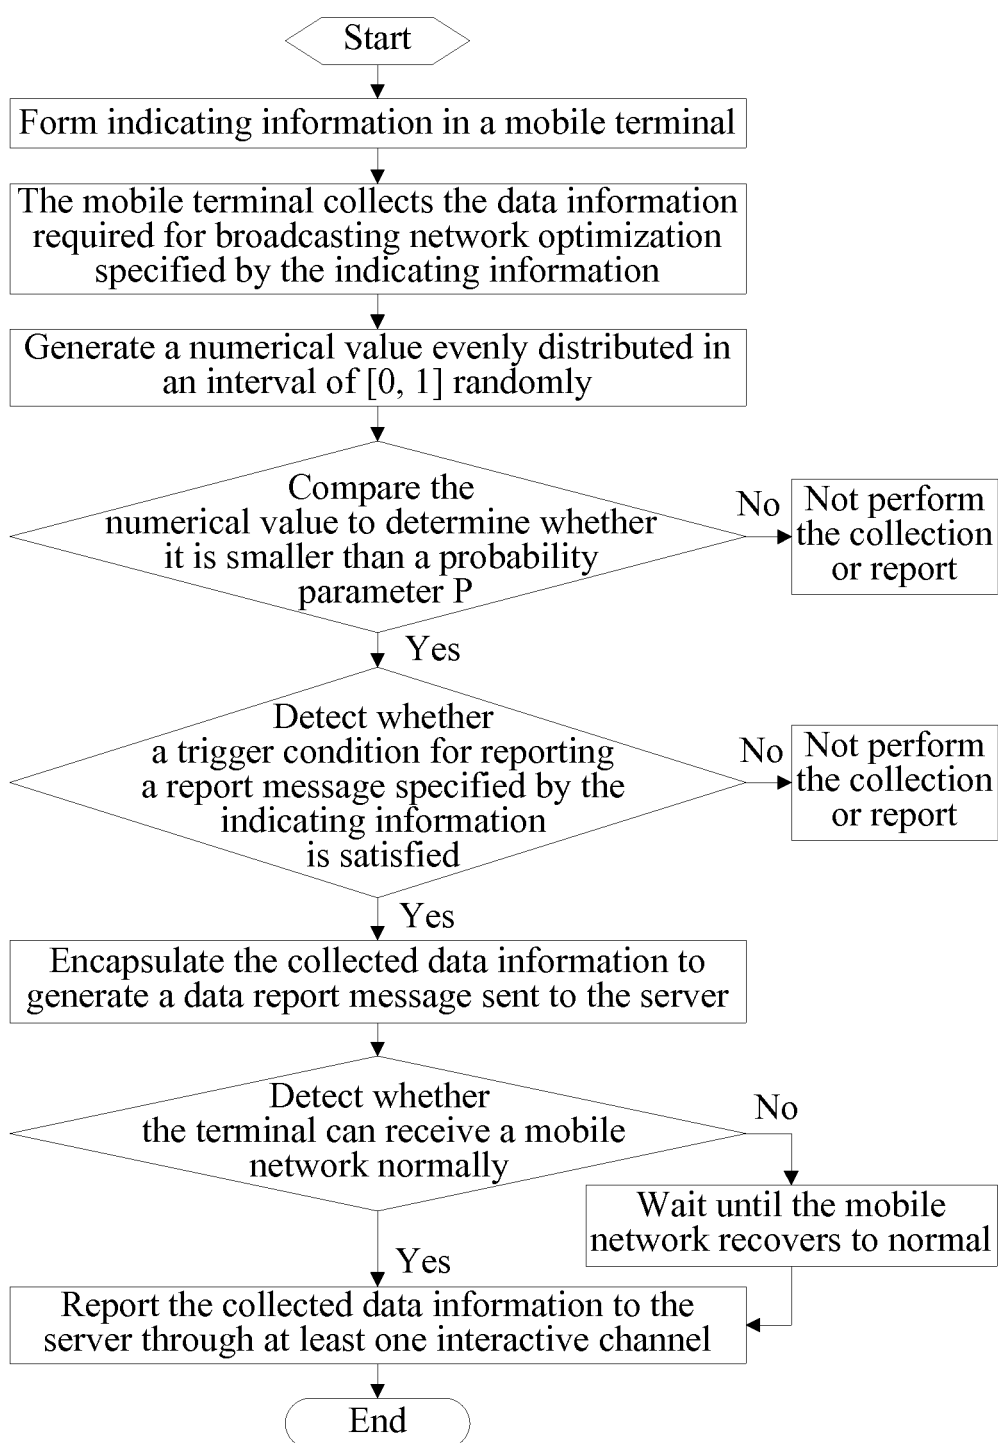 Start
Form indicating information in a mobile terminal
The mobile terminal collects the data information
required for broadcasting network optimization
specified by the indicating information
Generate a numerical value evenly distributed in
an interval of [0, 1] randomly
Compare the
numerical value to determine whether
it is smaller than a probability
parameter P
No
Not perform
the collection
or report
Yes
Detect whether
a trigger condition for reporting
a report message specified by the
indicating information
is satisfied
No
Not perform
the collection
or report
Yes
Encapsulate the collected data information to
generate a data report message sent to the server
Detect whether
the terminal can receive a mobile
network normally
No
Wait until the mobile
network recovers to normal
Yes
Report the collected data information to the
server through at least one interactive channel
End